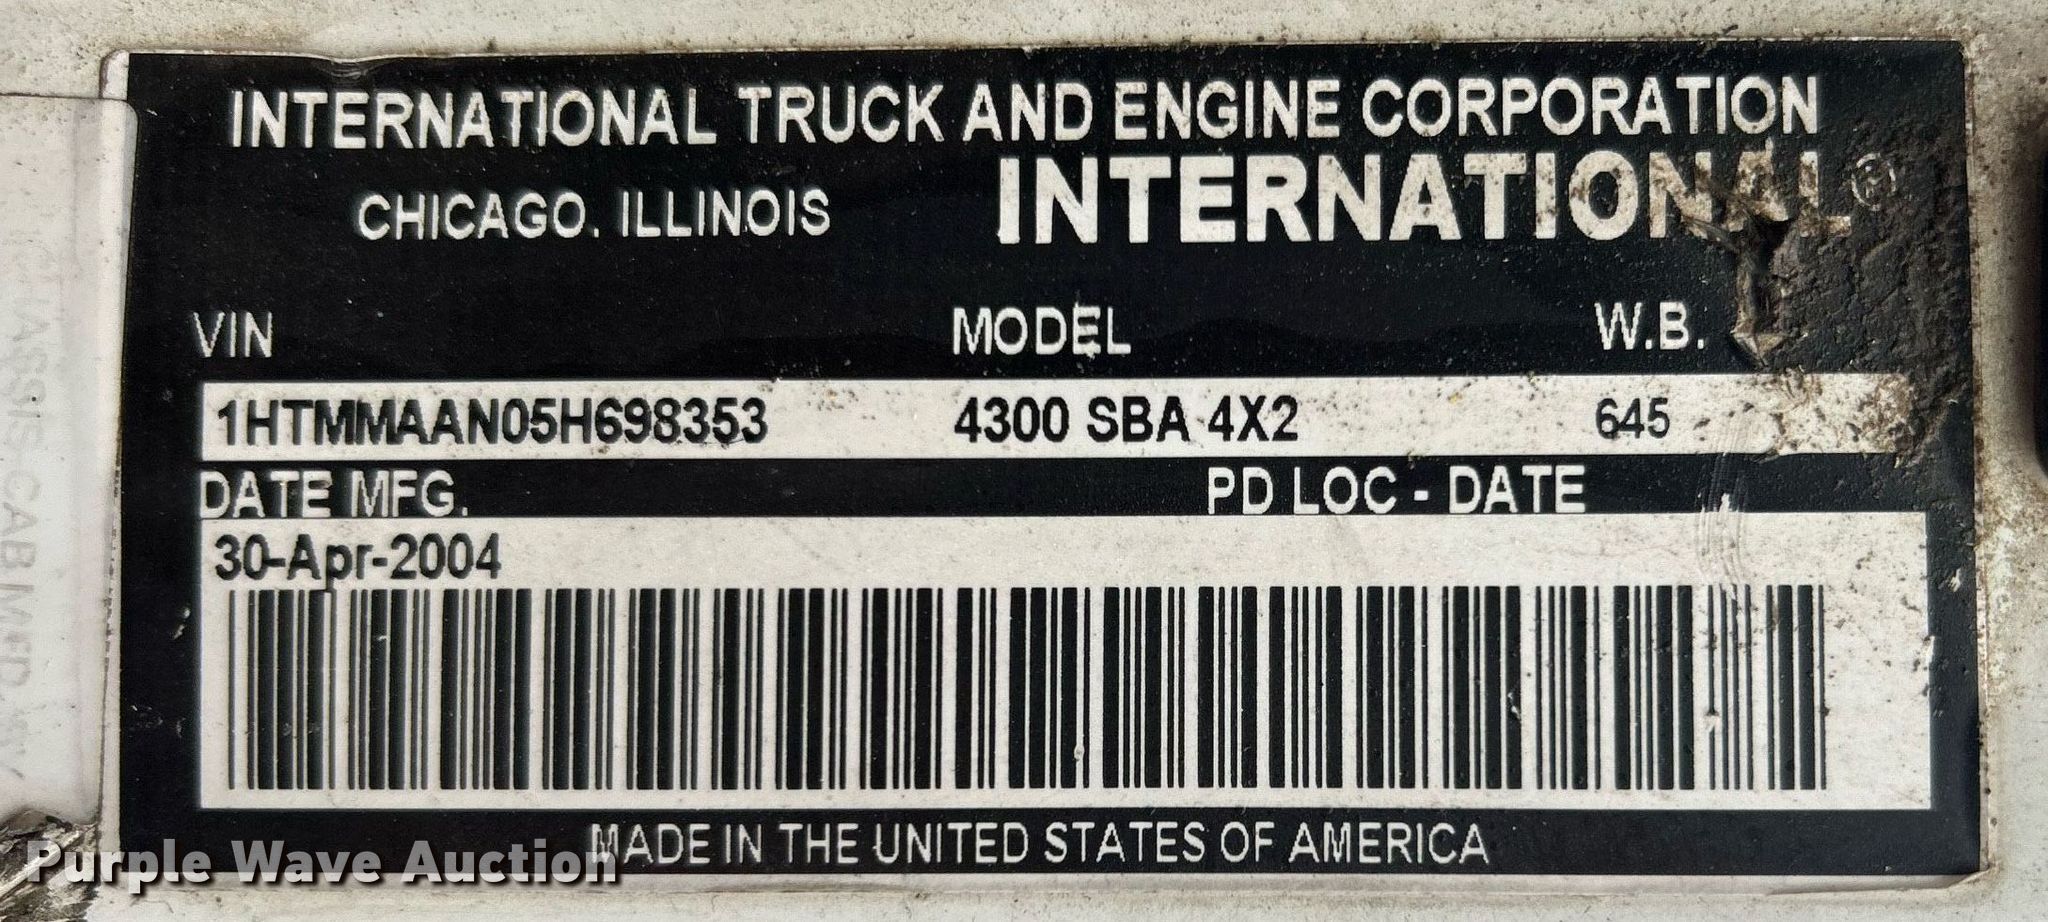 INTERNATIONAL TRUCK AND ENGINE CORPORATION
CHICAGO, ILLINOIS INTERNATIONAL®
VIN MODEL W.B.
1HTMMAAN05H698353 4300 SBA 4X2 645
DATE MFG. PD LOC - DATE
30-Apr-2004
MADE IN THE UNITED STATES OF AMERICA
Purple Wave Auction